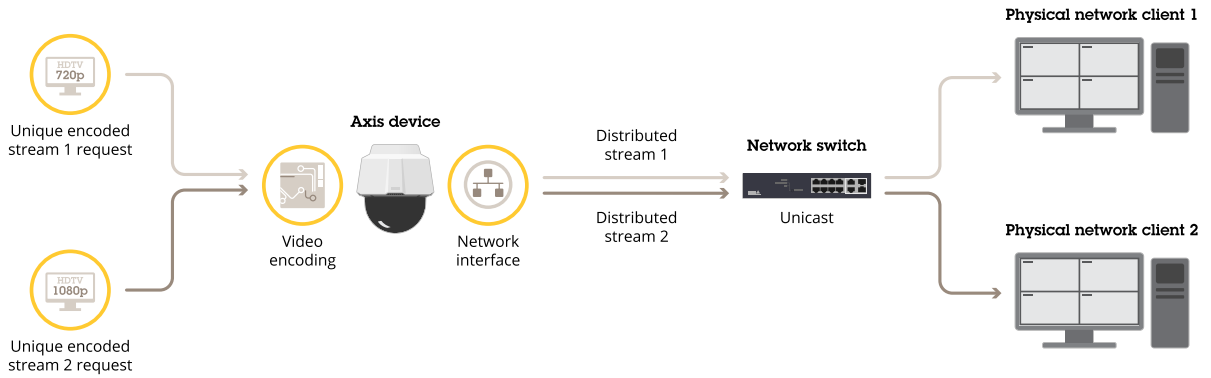 HDTV
720p
Unique encoded
stream 1 request
HDTV
1080p
Unique encoded
stream 2 request
Axis device
Video
encoding
Network
interface
Distributed
stream 1
Distributed
stream 2
Network switch
Unicast
Physical network client 1
Physical network client 2